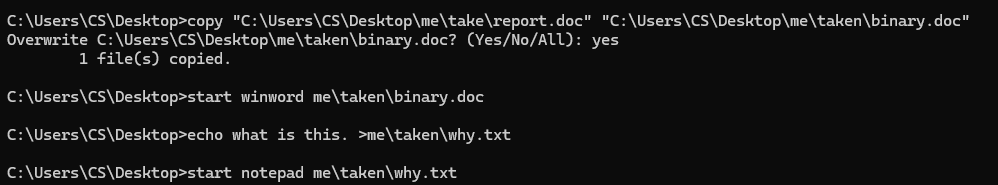 C:\Users\CS\Desktop>copy "C:\Users\CS\Desktop\me\take\report.doc" "C:\Users\CS\Desktop\me\taken\binary.doc"
Overwrite C:\Users\CS\Desktop\me\taken\binary.doc? (Yes/No/All): yes
        1 file(s) copied.
C:\Users\CS\Desktop>start winword me\taken\binary.doc
C:\Users\CS\Desktop>echo what is this. >me\taken\why.txt
C:\Users\CS\Desktop>start notepad me\taken\why.txt